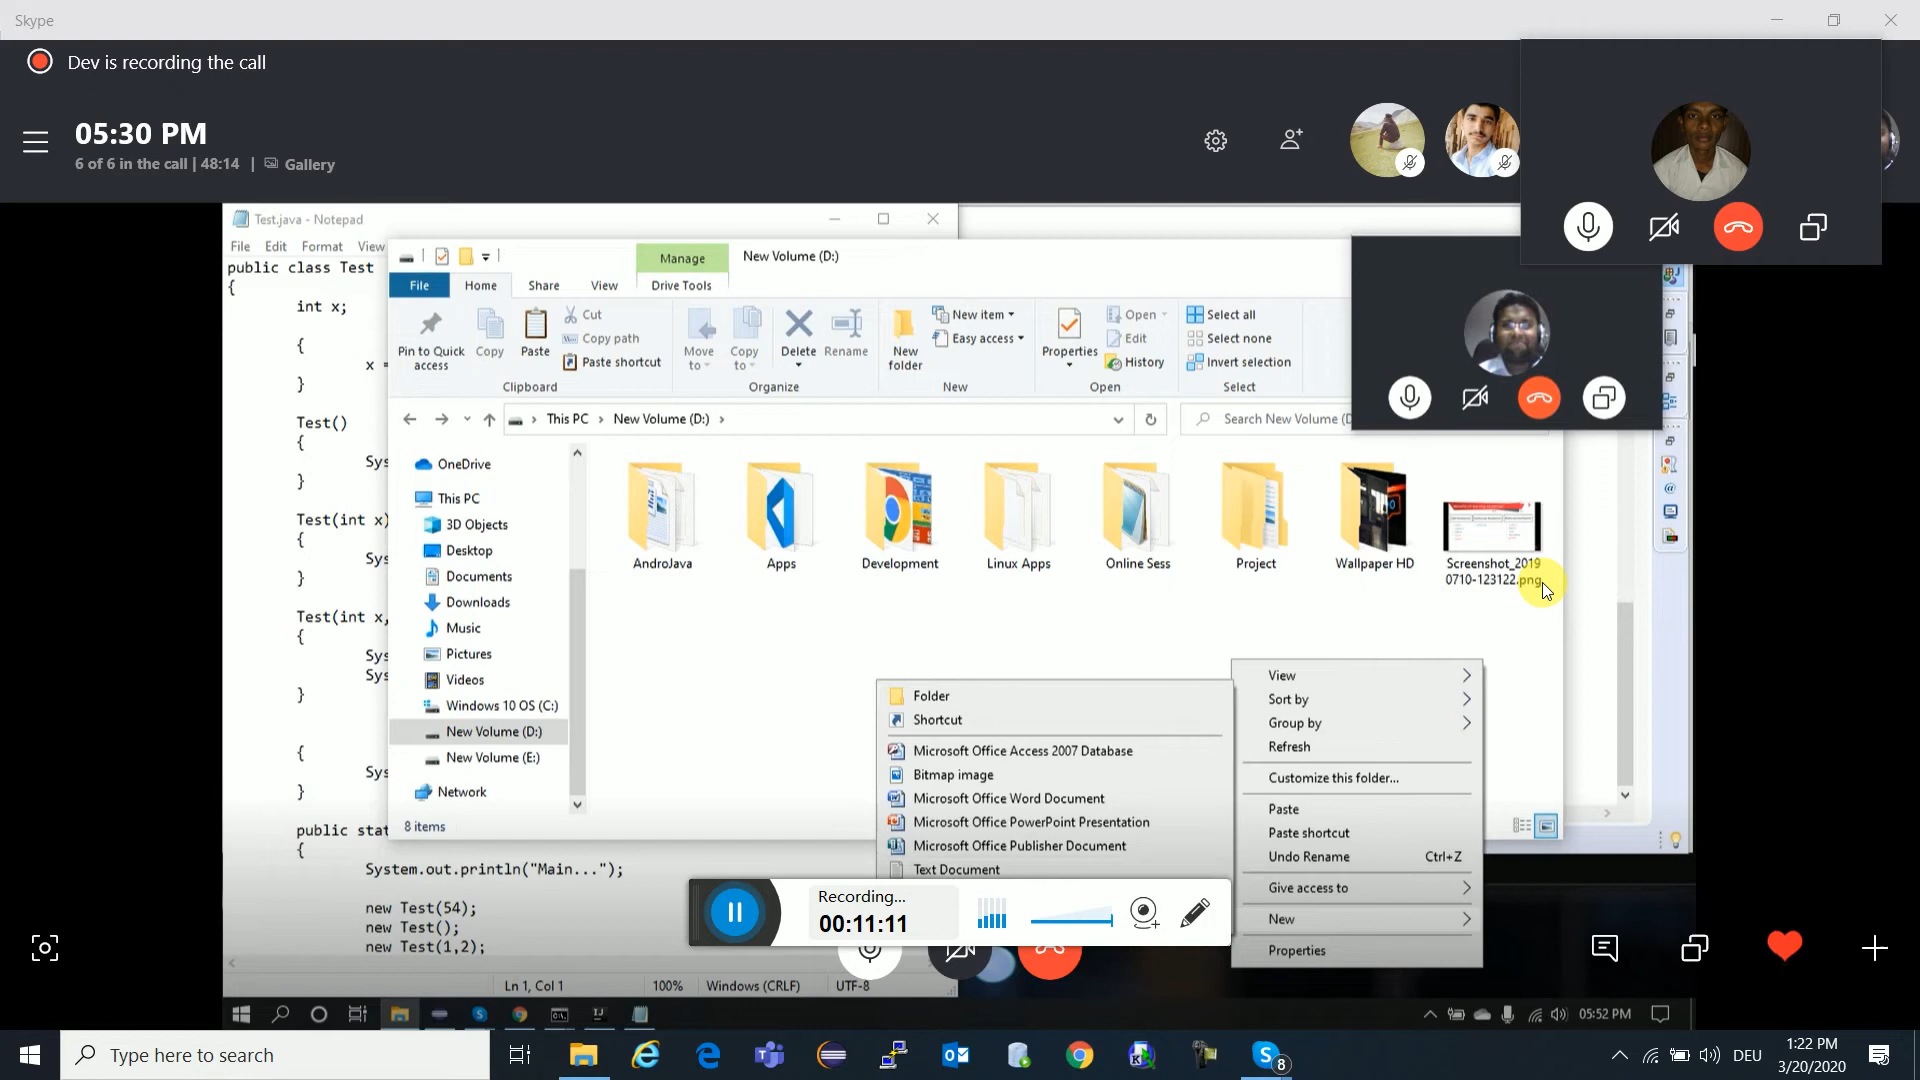 Skype
Dev is recording the call
05:30 PM
6 of 6 in the call | 48:14 | Gallery
Test.java - Notepad
File Edit Format View
public class Test
{
int x;
{
x =
}
Test()
{
Sys
}
Test(int x)
{
Sys
}
Test(int x,
{
Sys
Sys
}
{
Sys
}
public stat
{
System.out.println("Main...");
new Test(54);
new Test();
new Test(1,2);
Ln 1, Col 1 100% Windows (CRLF) UTF-8
Manage New Volume (D:)
File Home Share View Drive Tools
Pin to Quick access
Copy
Paste
Cut
Copy path
Paste shortcut
Clipboard
Move to
Copy to
Delete
Rename
Organize
New folder
New item
Easy access
New
Properties
Open
Edit
History
Open
Select all
Select none
Invert selection
Select
This PC New Volume (D:)
Search New Volume (D
OneDrive
This PC
3D Objects
Desktop
Documents
Downloads
Music
Pictures
Videos
Windows 10 OS (C:)
New Volume (D:)
New Volume (E:)
Network
8 items
AndroJava
Apps
Development
Linux Apps
Online Sess
Project
Wallpaper HD
Screenshot_2019
0710-123122.png
Folder
Shortcut
Microsoft Office Access 2007 Database
Bitmap image
Microsoft Office Word Document
Microsoft Office PowerPoint Presentation
Microsoft Office Publisher Document
Text Document
View
Sort by
Group by
Refresh
Customize this folder...
Paste
Paste shortcut
Undo Rename Ctrl+Z
Give access to
New
Properties
Recording...
00:11:11
05:52 PM
Type here to search
8
DEU
1:22 PM
3/20/2020